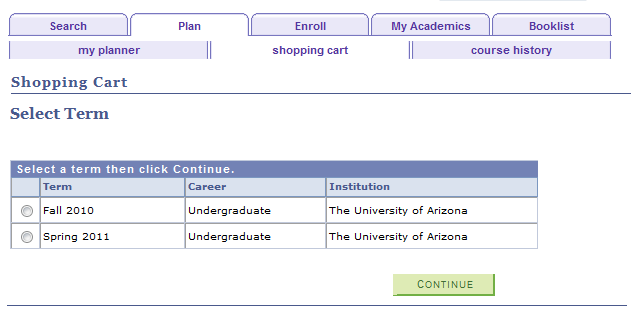 Search Plan Enroll My Academics Booklist
my planner shopping cart course history
Shopping Cart
Select Term
Select a term then click Continue.
Term Career Institution
Fall 2010 Undergraduate The University of Arizona
Spring 2011 Undergraduate The University of Arizona
CONTINUE